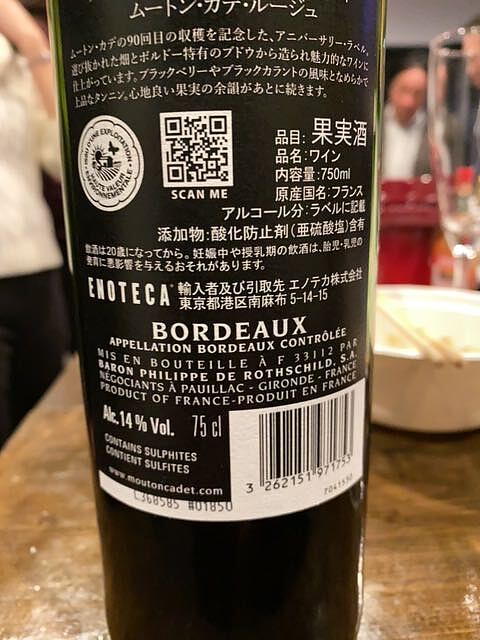 ムートン・カデ・ルージュ
ムートン・カデの90回目の収穫を記念した、アニバーサリー・ラベル。
選び抜かれた畑とボルドー特有のブドウから造られ魅力的なワインに
仕上がっています。ブラックベリーやブラックカラントの風味となめらかで
上品なタンニン。心地良い果実の余韻があとに続きます。
ISSU D'UNE EXPLOITATION
HAUTE VALEUR
ENVIRONNEMENTALE
SCAN ME
品目: 果実酒
品名:ワイン
内容量:750ml
原産国名:フランス
アルコール分:ラベルに記載
添加物:酸化防止剤(亜硫酸塩)含有
飲酒は20歳になってから。妊娠中や授乳期の飲酒は、胎児・乳児の
発育に悪影響を与えるおそれがあります。
ENOTECA® 輸入者及び引取先 エノテカ株式会社
東京都港区南麻布 5-14-15
BORDEAUX
APPELLATION BORDEAUX CONTRÔLÉE
MIS EN BOUTEILLE À F 33112 PAR
BARON PHILIPPE DE ROTHSCHILD, S.A.
NÉGOCIANTS À PAUILLAC - GIRONDE - FRANCE
PRODUCT OF FRANCE-PRODUIT EN FRANCE
Alc. 14 % Vol. 75 cl
CONTAINS SULPHITES
CONTIENT SULFITES
www.moutoncadet.com
3 262151 971753
7041530
L368585 #01850